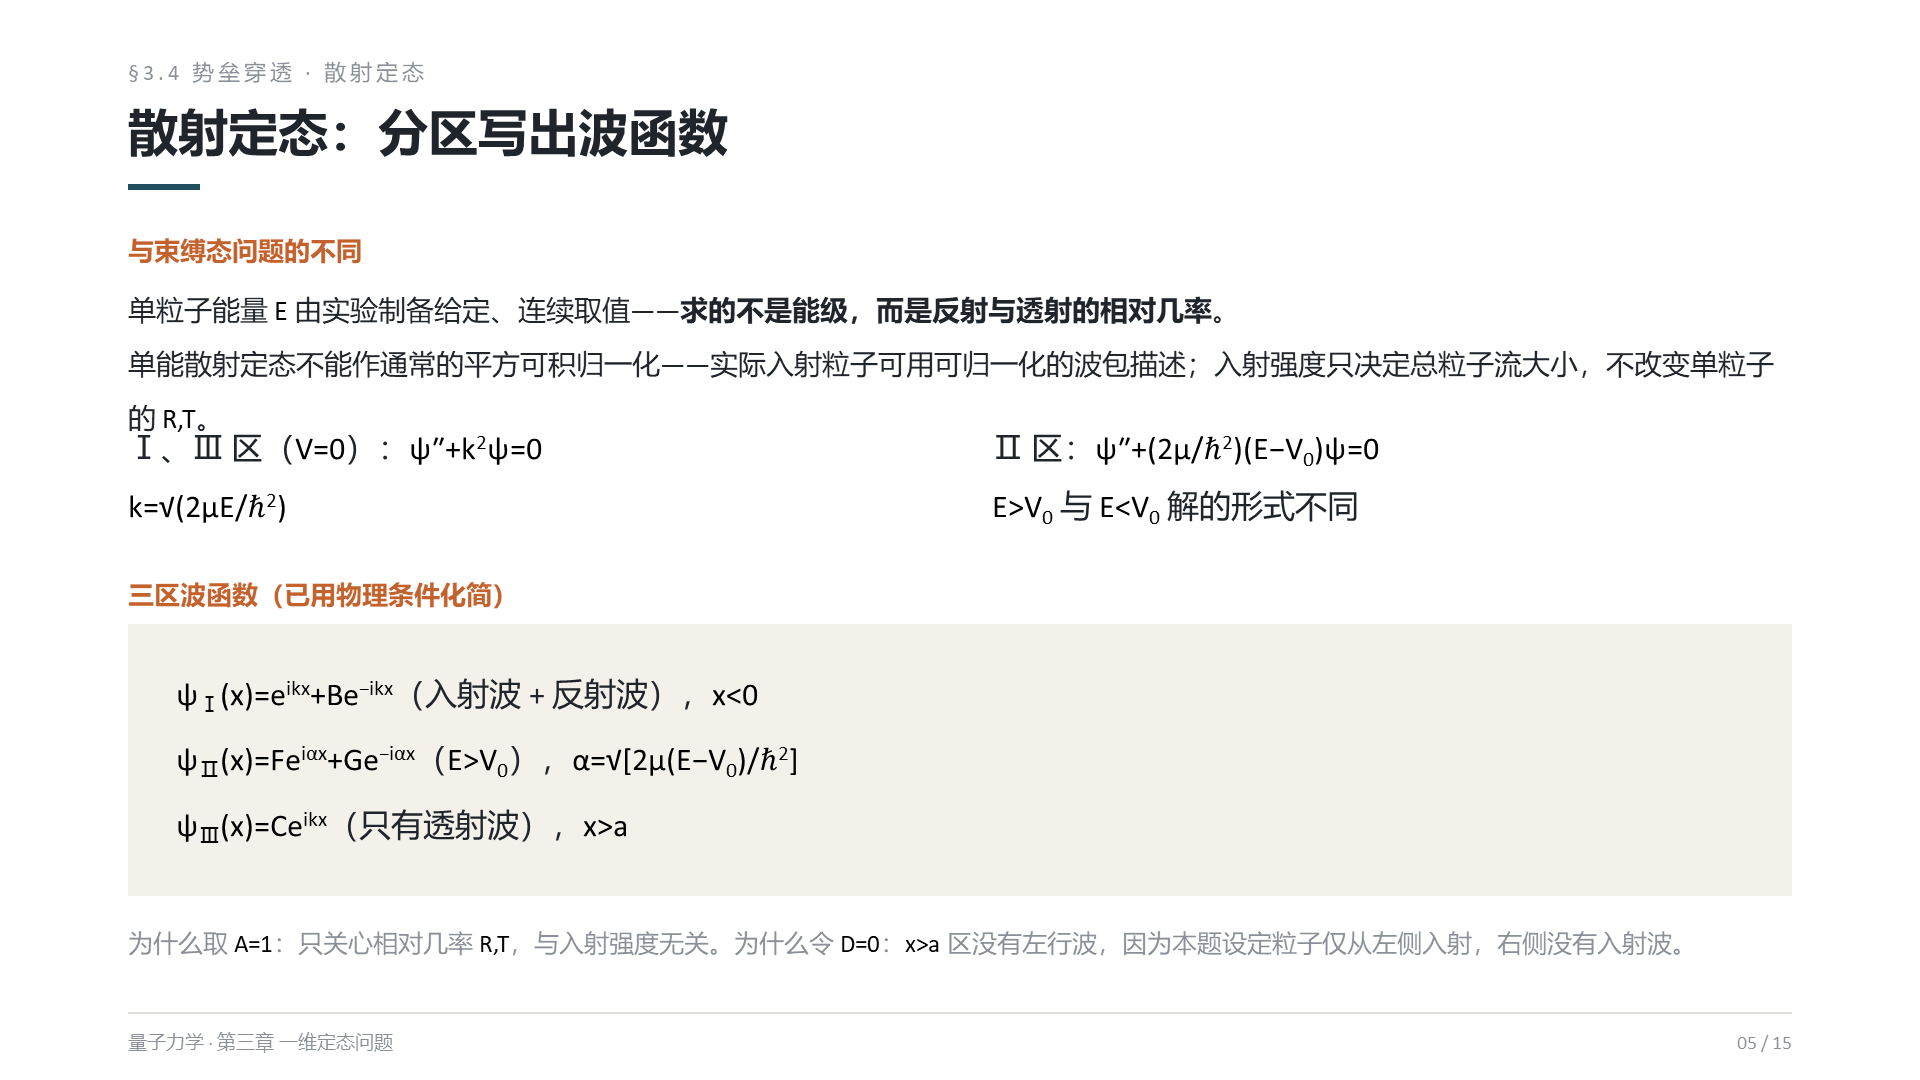 §3.4 势垒穿透 · 散射定态
散射定态：分区写出波函数
与束缚态问题的不同
单粒子能量 E 由实验制备给定、连续取值——求的不是能级，而是反射与透射的相对几率。
单能散射定态不能作通常的平方可积归一化——实际入射粒子可用可归一化的波包描述；入射强度只决定总粒子流大小，不改变单粒子
的 R,T。
Ⅰ、Ⅲ 区（V=0）：ψ″+k²ψ=0
k=√(2μE/ℏ²)
Ⅱ 区：ψ″+(2μ/ℏ²)(E−V₀)ψ=0
E>V₀ 与 E<V₀ 解的形式不同
三区波函数（已用物理条件化简）
ψ_Ⅰ(x)=e^{ikx}+Be^{−ikx}（入射波 + 反射波），x<0
ψ_Ⅱ(x)=Fe^{iαx}+Ge^{−iαx}（E>V₀），α=√[2μ(E−V₀)/ℏ²]
ψ_Ⅲ(x)=Ce^{ikx}（只有透射波），x>a
为什么取 A=1：只关心相对几率 R,T，与入射强度无关。为什么令 D=0：x>a 区没有左行波，因为本题设定粒子仅从左侧入射，右侧没有入射波。
量子力学 · 第三章 一维定态问题
05 / 15